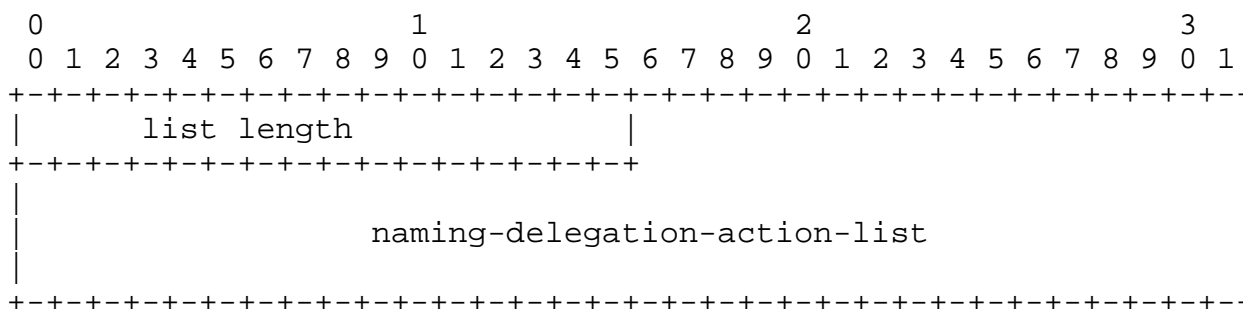 0                   1                   2                   3
 0 1 2 3 4 5 6 7 8 9 0 1 2 3 4 5 6 7 8 9 0 1 2 3 4 5 6 7 8 9 0 1
+-+-+-+-+-+-+-+-+-+-+-+-+-+-+-+-+-+-+-+-+-+-+-+-+-+-+-+-+-+-+-+-
|      list length              |
+-+-+-+-+-+-+-+-+-+-+-+-+-+-+-+-+
|
|                  naming-delegation-action-list
|
+-+-+-+-+-+-+-+-+-+-+-+-+-+-+-+-+-+-+-+-+-+-+-+-+-+-+-+-+-+-+-+-